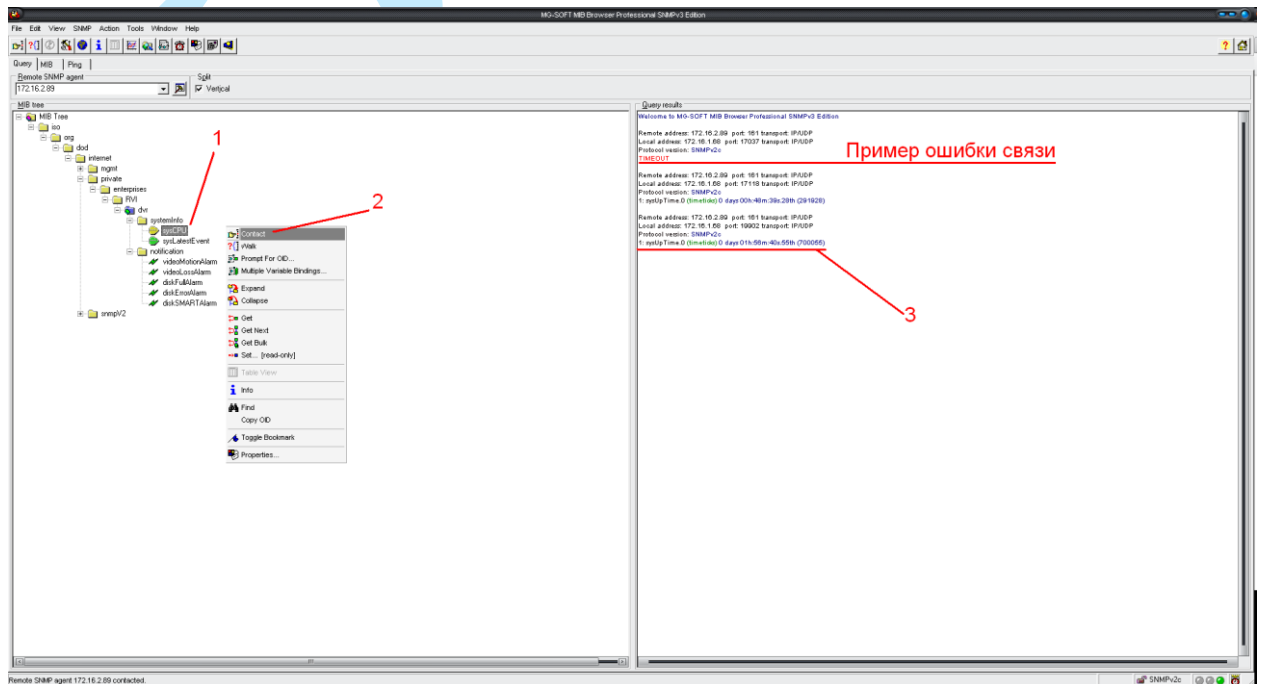 MG-SOFT MIB Browser Professional SNMPv3 Edition
File Edit View SNMP Action Tools Window Help
Query MIB Ping
Remote SNMP agent
Split
172.16.2.89
Vertical
MIB tree
MIB Tree
iso
org
dod
internet
mgmt
private
enterprises
RVI
dvr
systemInfo
sysCPU
sysLatestEvent
notification
videoMotionAlarm
videoLossAlarm
diskFullAlarm
diskErrorAlarm
diskSMARTAlarm
snmpV2
1
2
Contact
Walk
Prompt For OID...
Multiple Variable Bindings...
Expand
Collapse
Get
Get Next
Get Bulk
Set... [read-only]
Table View
Info
Find
Copy OID
Toggle Bookmark
Properties...
Query results
Welcome to MG-SOFT MIB Browser Professional SNMPv3 Edition
Remote address: 172.16.2.89 port: 161 transport: IP/UDP
Local address: 172.16.1.68 port: 17037 transport: IP/UDP
Protocol version: SNMPv2c
TIMEOUT
Пример ошибки связи
Remote address: 172.16.2.89 port: 161 transport: IP/UDP
Local address: 172.16.1.68 port: 17118 transport: IP/UDP
Protocol version: SNMPv2c
1: sysUpTime.0 (timeticks) 0 days 00h:48m:39s.28th (291928)
Remote address: 172.16.2.89 port: 161 transport: IP/UDP
Local address: 172.16.1.68 port: 19902 transport: IP/UDP
Protocol version: SNMPv2c
1: sysUpTime.0 (timeticks) 0 days 01h:56m:40s.55th (700055)
3
Remote SNMP agent 172.16.2.89 contacted.
SNMPv2c